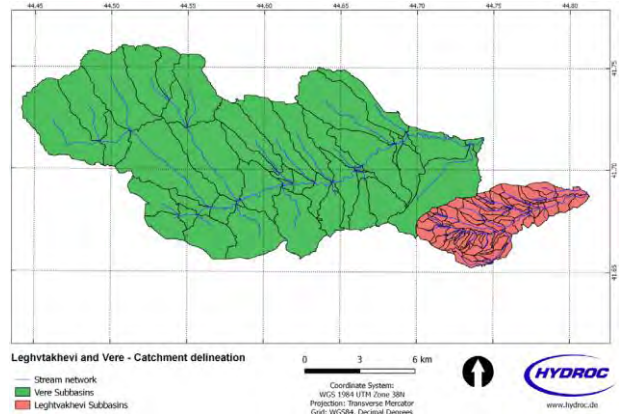 44.45 44.50 44.55 44.60 44.65 44.70 44.75 44.80
41.75
41.70
41.65
Leghvtakhevi and Vere - Catchment delineation
Stream network
Vere Subbasins
Leghvtakhevi Subbasins
0 3 6 km
Coordinate System:
WGS 1984 UTM Zone 38N
Projection: Transverse Mercator
Grid: WGS84, Decimal Degrees
HYDROC
www.hydroc.de